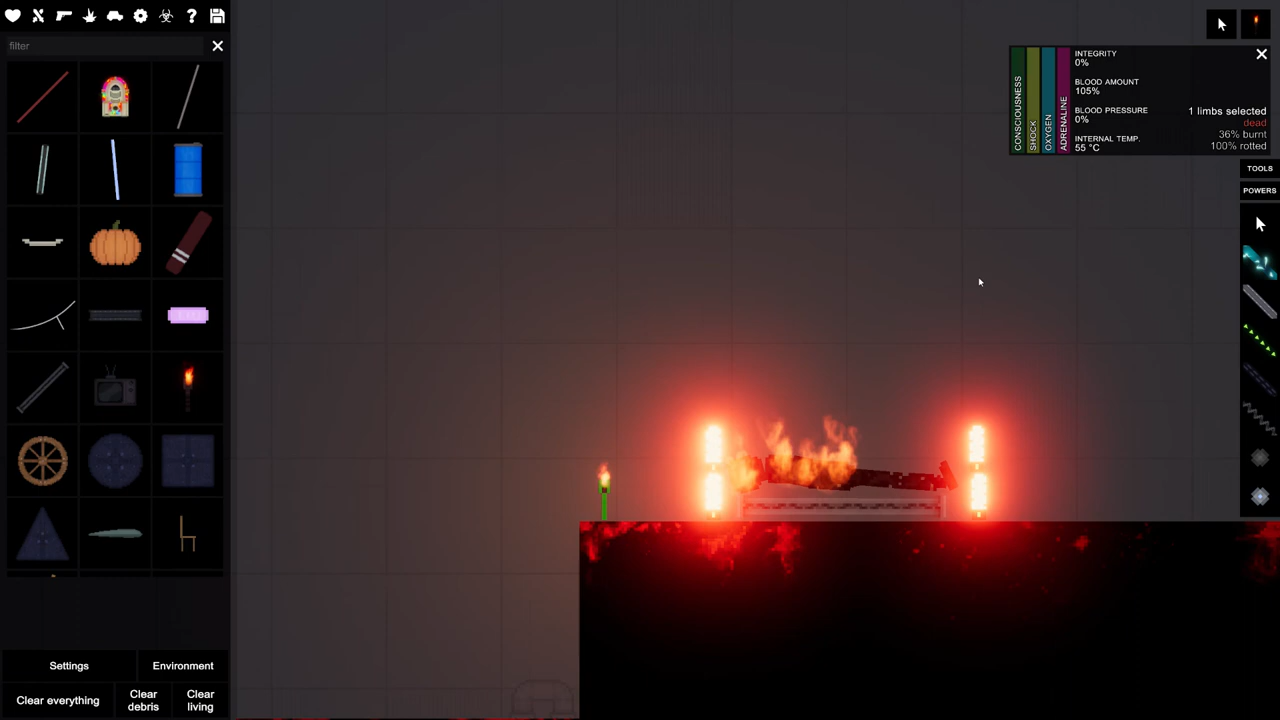 filter
INTEGRITY
0%
BLOOD AMOUNT
105%
BLOOD PRESSURE
0%
INTERNAL TEMP.
55 °C
CONSCIOUSNESS
SHOCK
OXYGEN
ADRENALINE
1 limbs selected
dead
36% burnt
100% rotted
TOOLS
POWERS
Settings
Environment
Clear everything
Clear
debris
Clear
living